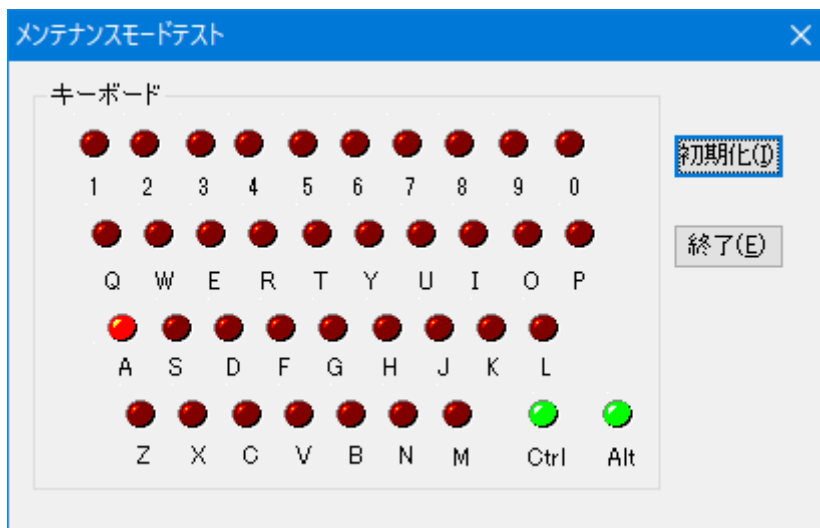 メンテナンスモードテスト
キーボード
1 2 3 4 5 6 7 8 9 0
初期化(I)
Q W E R T Y U I O P
終了(E)
A S D F G H J K L
Z X C V B N M Ctrl Alt